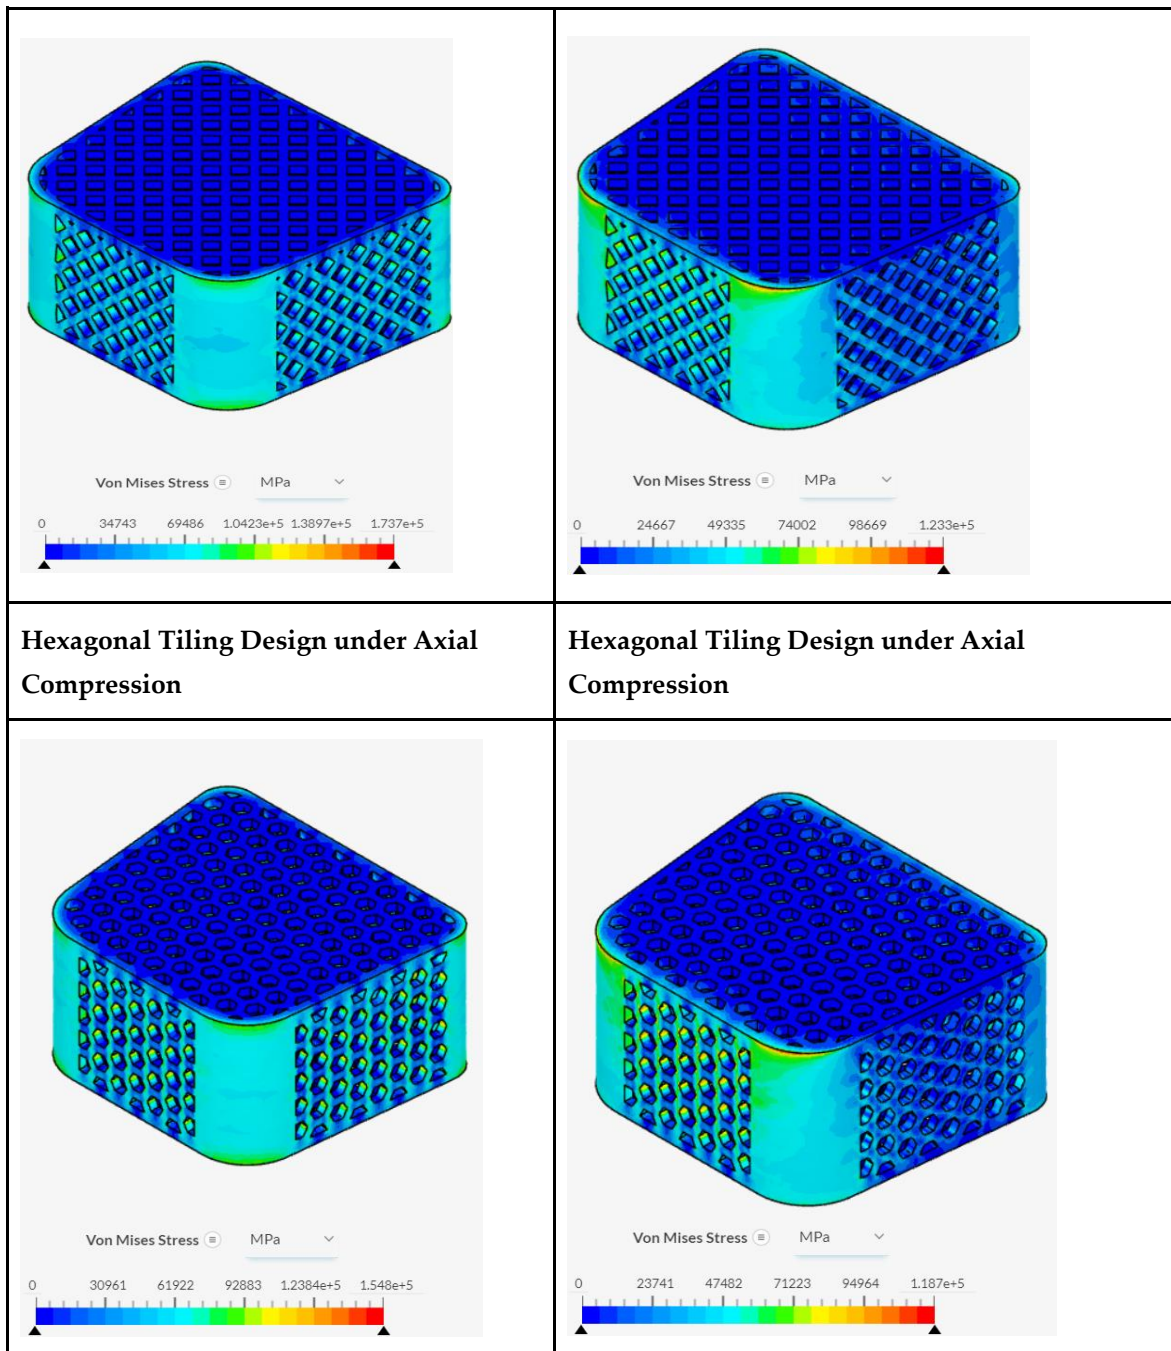 Von Mises Stress MPa
0 34743 69486 1.0423e+5 1.3897e+5 1.737e+5
Von Mises Stress MPa
0 24667 49335 74002 98669 1.233e+5
Hexagonal Tiling Design under Axial
Compression
Hexagonal Tiling Design under Axial
Compression
Von Mises Stress MPa
0 30961 61922 92883 1.2384e+5 1.548e+5
Von Mises Stress MPa
0 23741 47482 71223 94964 1.187e+5